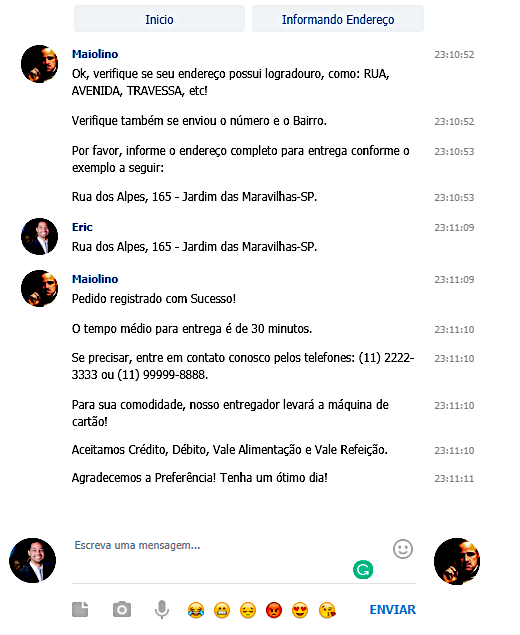 Inicio
Informando Endereço
Maiolino
23:10:52
Ok, verifique se seu endereço possui logradouro, como: RUA,
AVENIDA, TRAVESSA, etc!
Verifique também se enviou o número e o Bairro.
23:10:52
Por favor, informe o endereço completo para entrega conforme o
23:10:53
exemplo a seguir:
Rua dos Alpes, 165 - Jardim das Maravilhas-SP.
23:10:53
Eric
23:11:09
Rua dos Alpes, 165 - Jardim das Maravilhas-SP.
Maiolino
23:11:09
Pedido registrado com Sucesso!
O tempo médio para entrega é de 30 minutos.
23:11:10
Se precisar, entre em contato conosco pelos telefones: (11) 2222-
23:11:10
3333 ou (11) 99999-8888.
Para sua comodidade, nosso entregador levará a máquina de
23:11:10
cartão!
Aceitamos Crédito, Débito, Vale Alimentação e Vale Refeição.
23:11:10
Agradecemos a Preferência! Tenha um ótimo dia!
23:11:11
Escreva uma mensagem...
ENVIAR